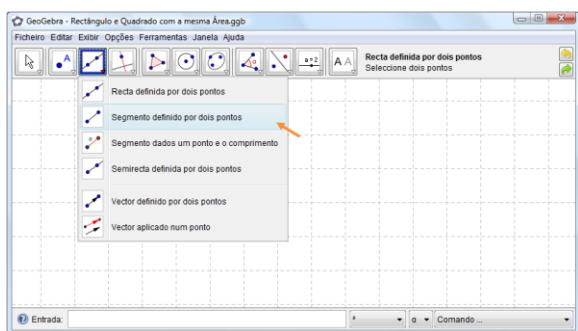 GeoGebra - Rectângulo e Quadrado com a mesma Área.ggb
Ficheiro Editar Exibir Opções Ferramentas Janela Ajuda
A
a=2
A A
Recta definida por dois pontos
Seleccione dois pontos
Recta definida por dois pontos
Segmento definido por dois pontos
Segmento dados um ponto e o comprimento
Semirecta definida por dois pontos
Vector definido por dois pontos
Vector aplicado num ponto
Entrada:
α
Comando ...